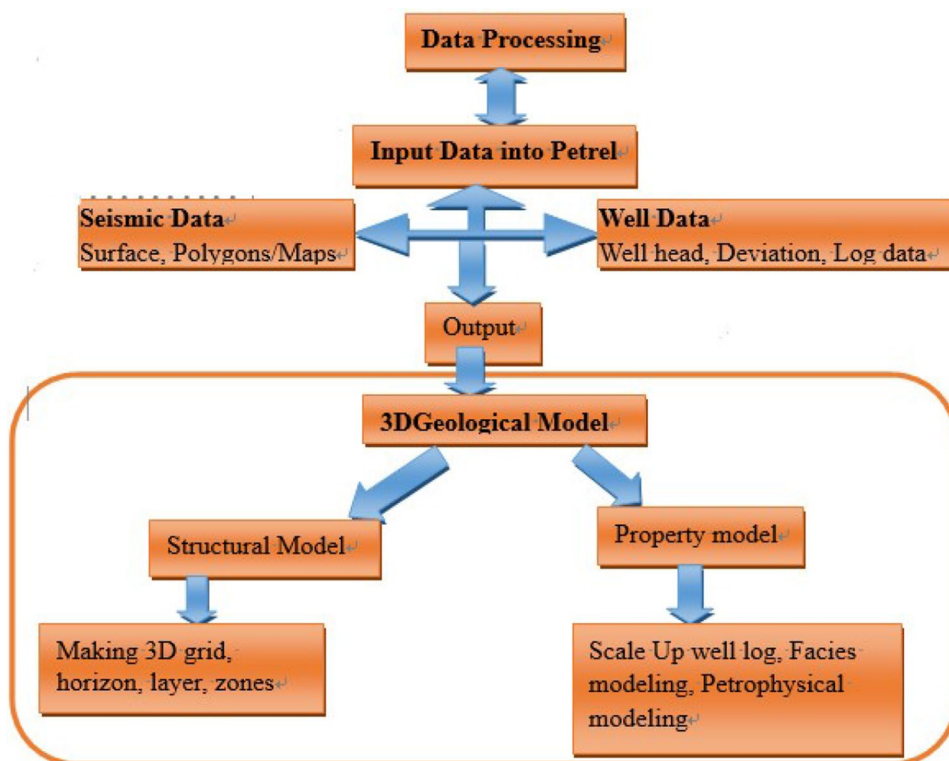 Data Processing
Input Data into Petrel
Seismic Data
Surface, Polygons/Maps
Well Data
Well head, Deviation, Log data
Output
3DGeological Model
Structural Model
Property model
Making 3D grid,
horizon, layer, zones
Scale Up well log, Facies
modeling, Petrophysical
modeling